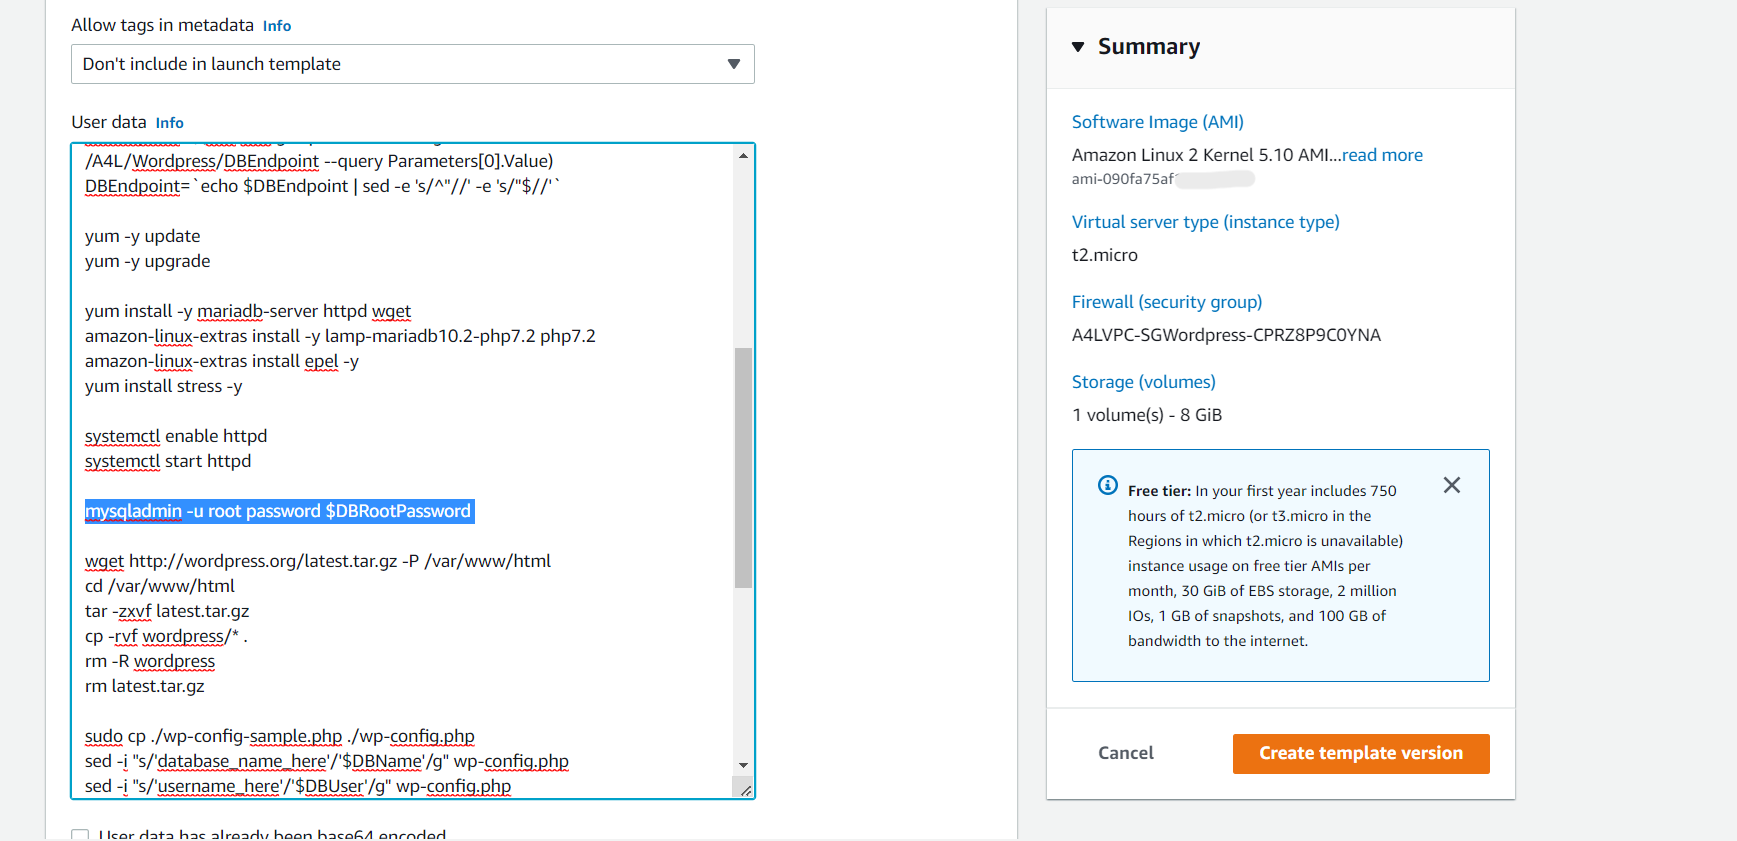 Allow tags in metadata Info
Don't include in launch template
User data Info
/A4L/Wordpress/DBEndpoint --query Parameters[0].Value)
DBEndpoint=`echo $DBEndpoint | sed -e 's/^"//' -e 's/"$//'`
yum -y update
yum -y upgrade
yum install -y mariadb-server httpd wget
amazon-linux-extras install -y lamp-mariadb10.2-php7.2 php7.2
amazon-linux-extras install epel -y
yum install stress -y
systemctl enable httpd
systemctl start httpd
mysqladmin -u root password $DBRootPassword
wget http://wordpress.org/latest.tar.gz -P /var/www/html
cd /var/www/html
tar -zxvf latest.tar.gz
cp -rvf wordpress/* .
rm -R wordpress
rm latest.tar.gz
sudo cp ./wp-config-sample.php ./wp-config.php
sed -i "s/'database_name_here'/'$DBName'/g" wp-config.php
sed -i "s/'username_here'/'$DBUser'/g" wp-config.php
User data has already been base64 encoded
Summary
Software Image (AMI)
Amazon Linux 2 Kernel 5.10 AMI...read more
ami-090fa75af
Virtual server type (instance type)
t2.micro
Firewall (security group)
A4LVPC-SGWordpress-CPRZ8P9C0YNA
Storage (volumes)
1 volume(s) - 8 GiB
Free tier: In your first year includes 750
hours of t2.micro (or t3.micro in the
Regions in which t2.micro is unavailable)
instance usage on free tier AMIs per
month, 30 GiB of EBS storage, 2 million
IOs, 1 GB of snapshots, and 100 GB of
bandwidth to the internet.
Cancel
Create template version